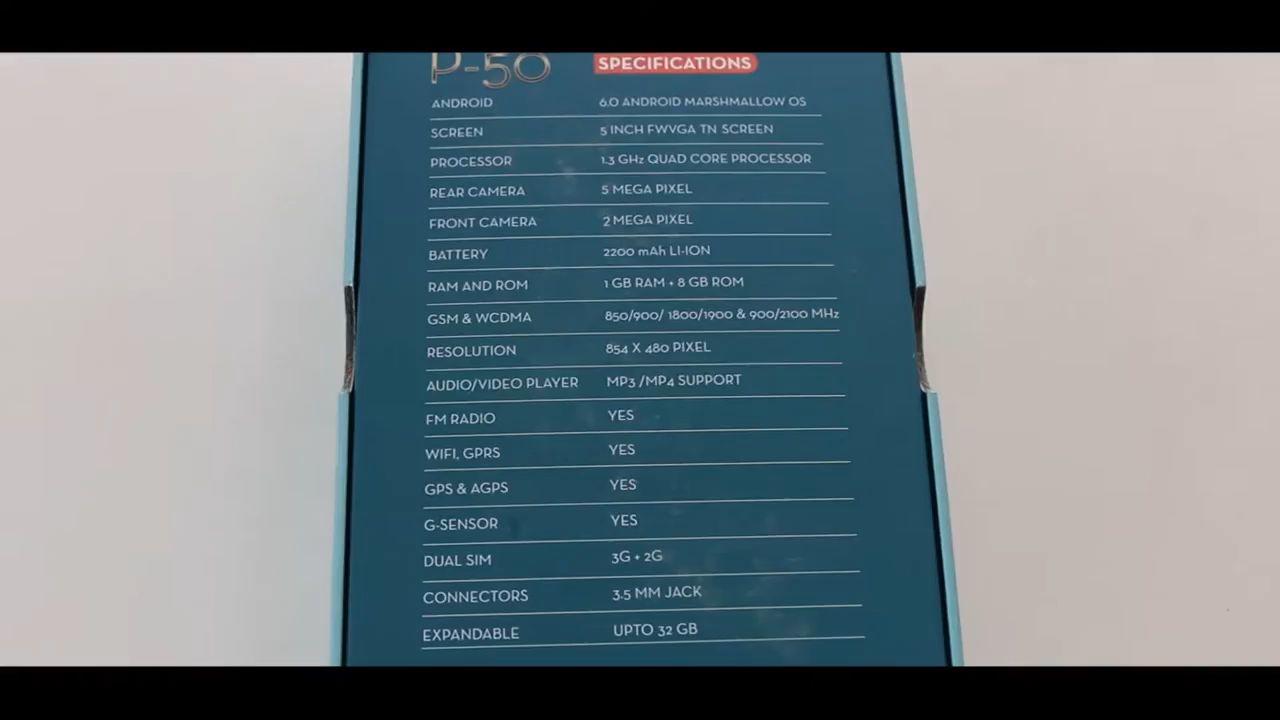 P-50 SPECIFICATIONS
ANDROID 6.0 ANDROID MARSHMALLOW OS
SCREEN 5 INCH FWVGA TN SCREEN
PROCESSOR 1.3 GHz QUAD CORE PROCESSOR
REAR CAMERA 5 MEGA PIXEL
FRONT CAMERA 2 MEGA PIXEL
BATTERY 2200 mAh LI-ION
RAM AND ROM 1 GB RAM + 8 GB ROM
GSM & WCDMA 850/900/ 1800/1900 & 900/2100 MHz
RESOLUTION 854 X 480 PIXEL
AUDIO/VIDEO PLAYER MP3 /MP4 SUPPORT
FM RADIO YES
WIFI, GPRS YES
GPS & AGPS YES
G-SENSOR YES
DUAL SIM 3G + 2G
CONNECTORS 3.5 MM JACK
EXPANDABLE UPTO 32 GB